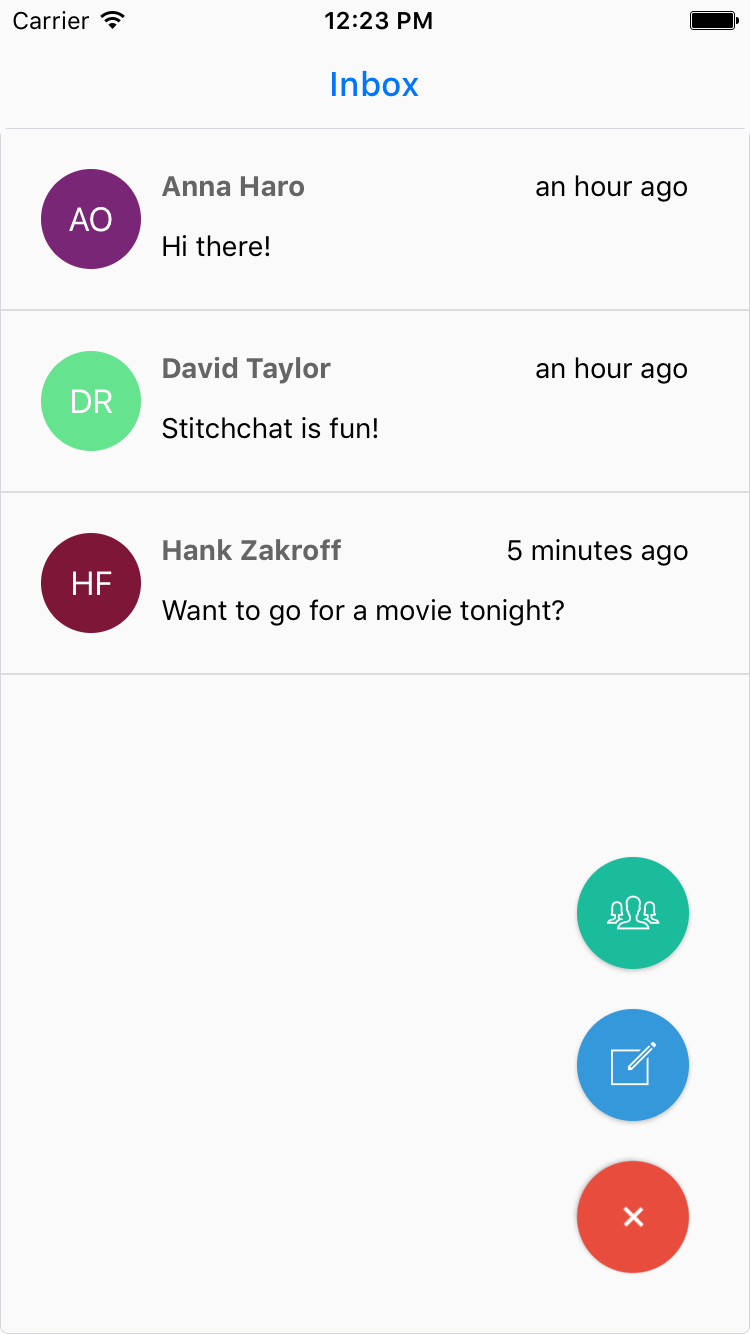 Carrier 12:23 PM
Inbox
AO Anna Haro an hour ago
Hi there!
DR David Taylor an hour ago
Stitchchat is fun!
HF Hank Zakroff 5 minutes ago
Want to go for a movie tonight?